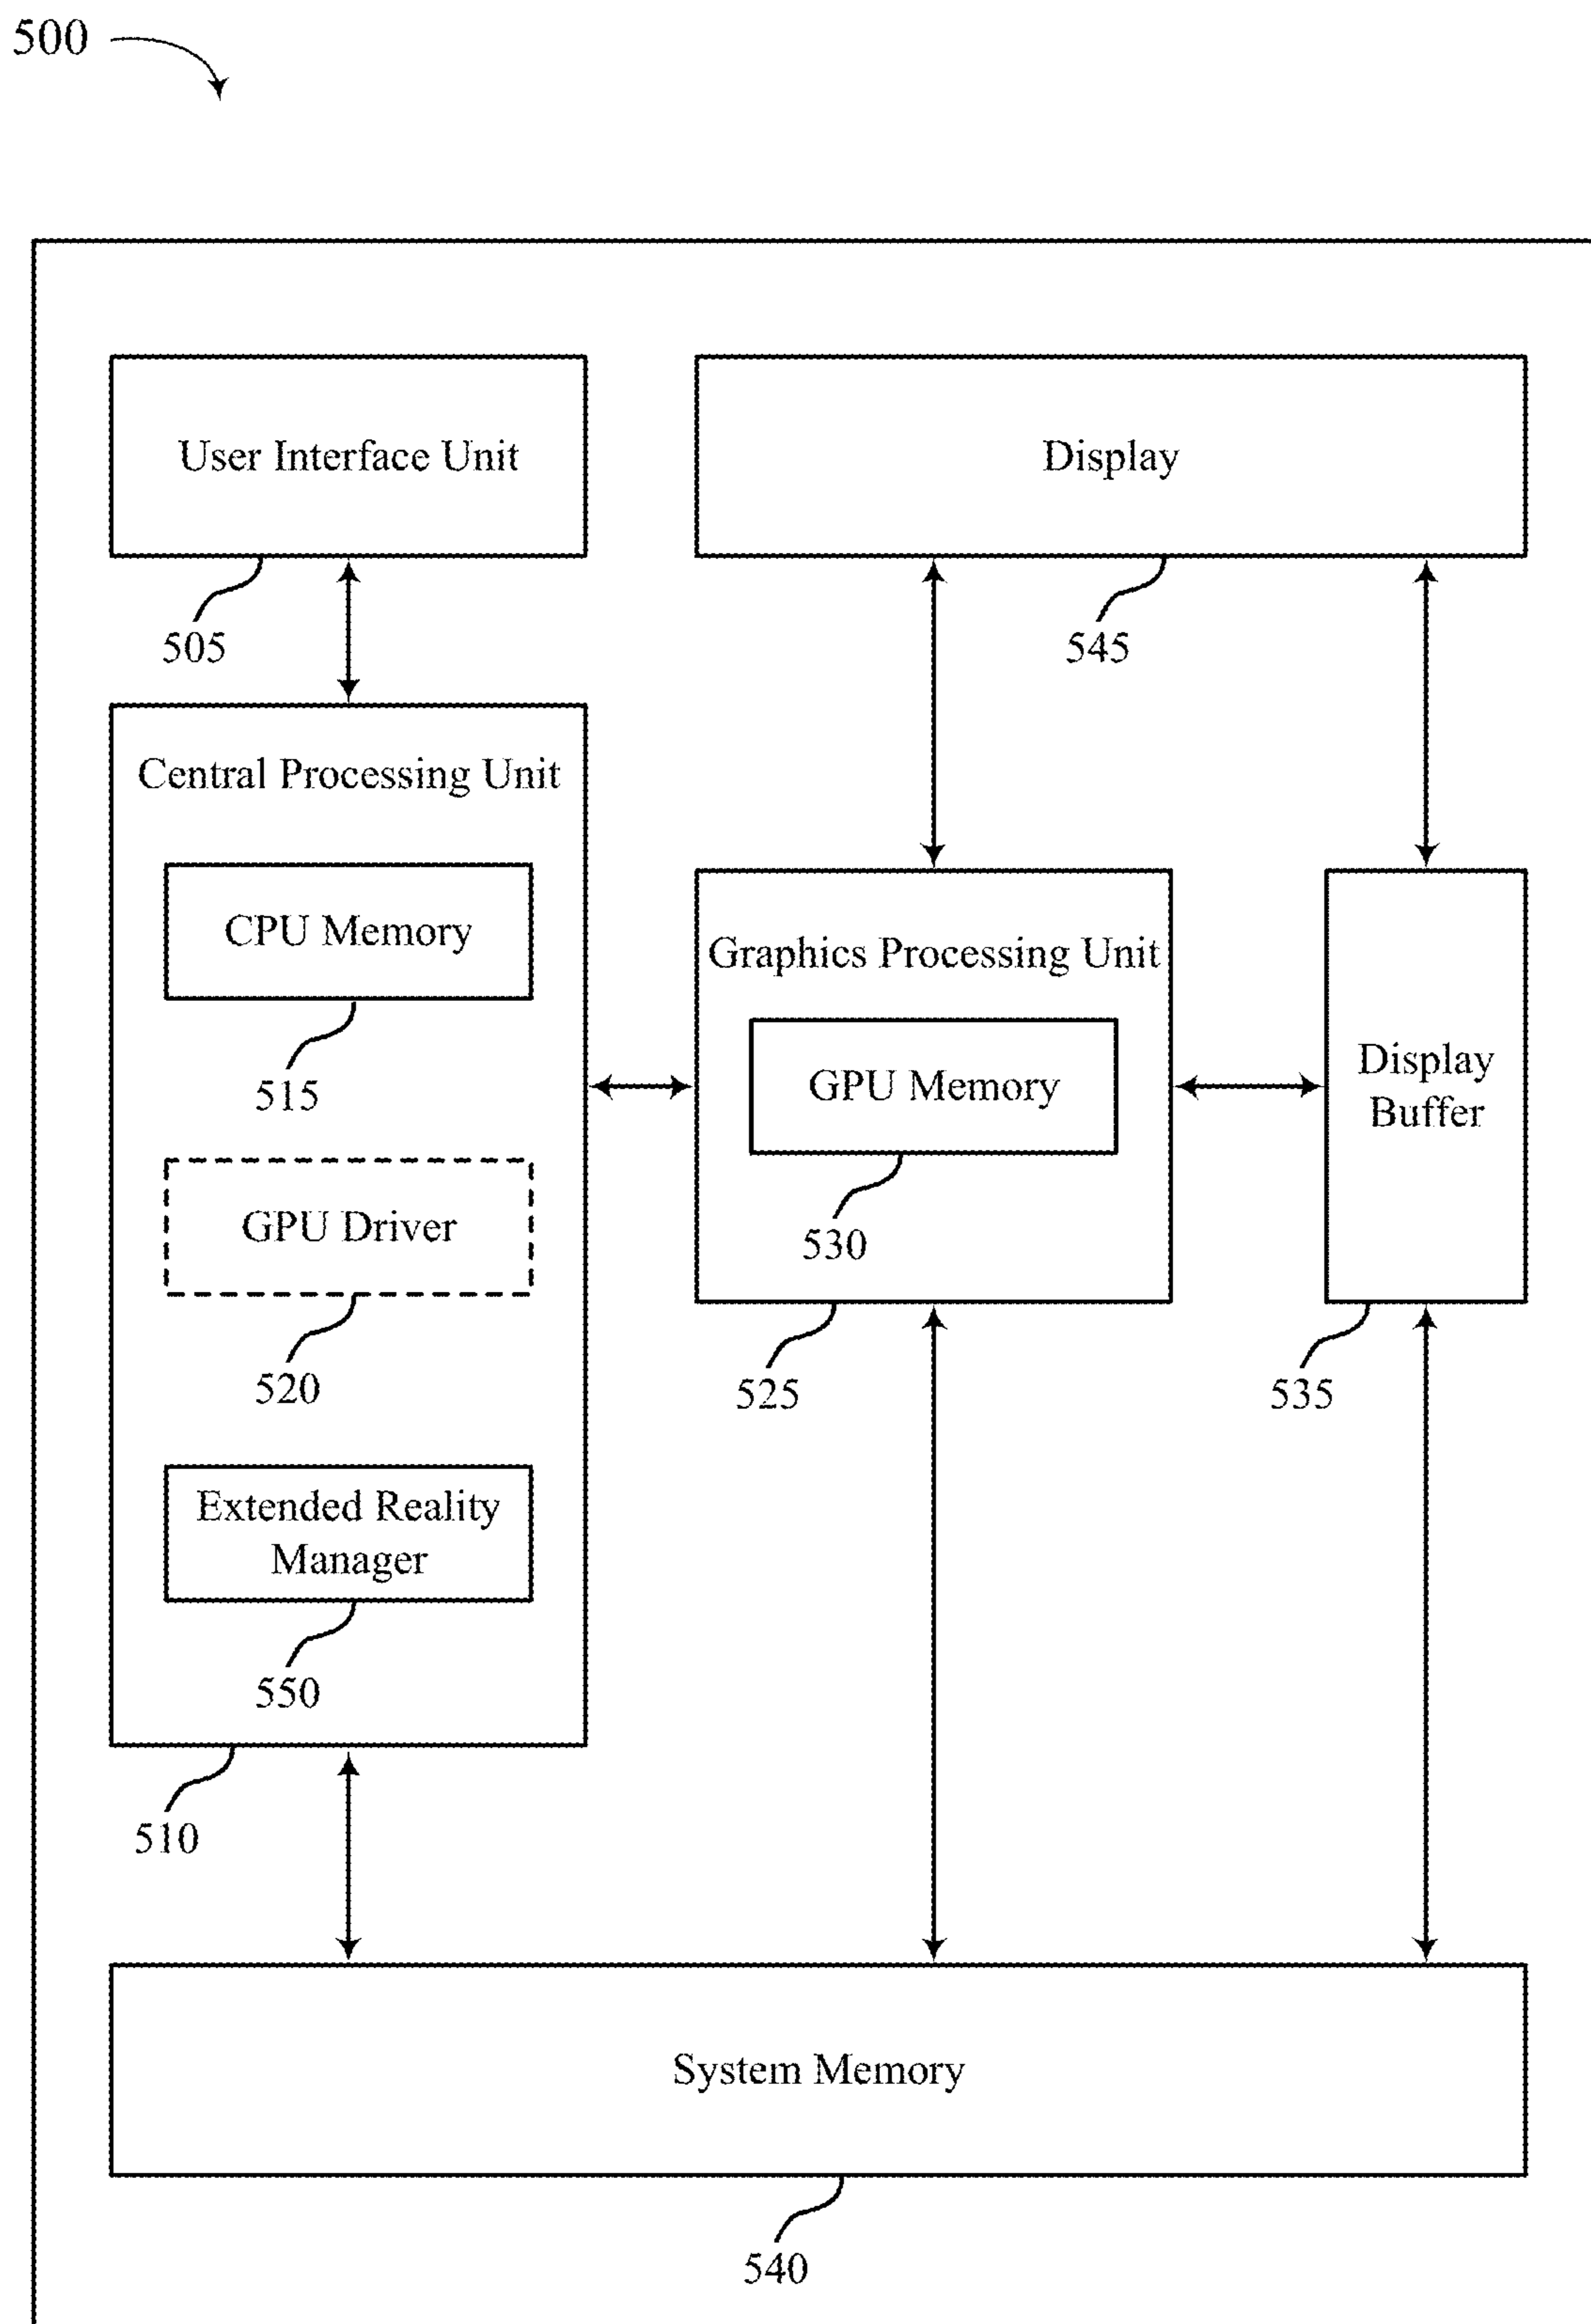 500
User Interface Unit
505
Display
545
Central Processing Unit
CPU Memory
515
GPU Driver
520
Extended Reality
Manager
550
510
Graphics Processing Unit
GPU Memory
530
525
Display
Buffer
535
System Memory
540